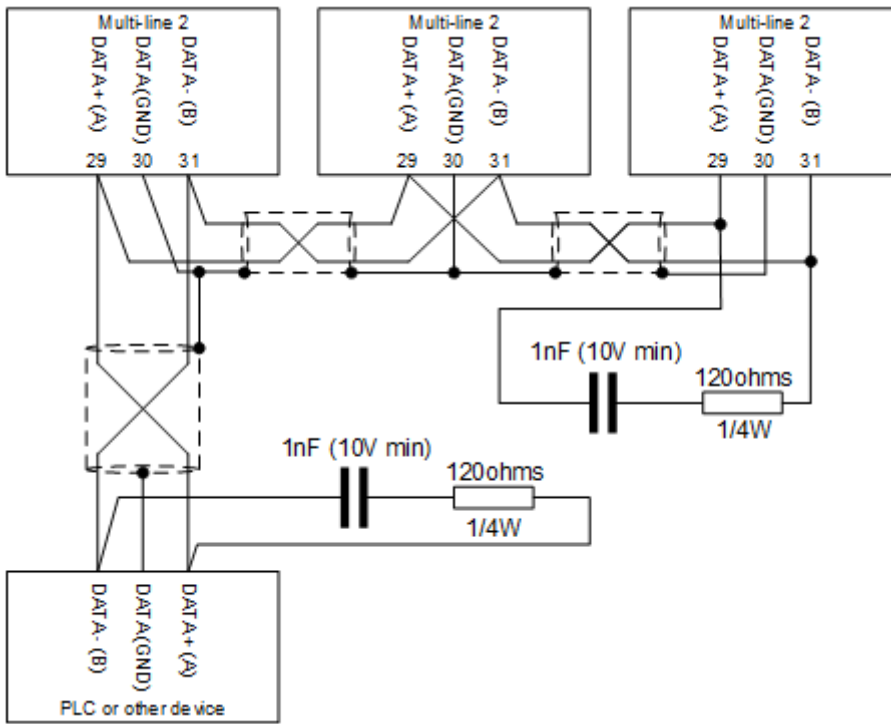 Multi-line 2
DATA+(A)
DATA(GND)
DATA- (B)
29 30 31
Multi-line 2
DATA+(A)
DATA(GND)
DATA- (B)
29 30 31
Multi-line 2
DATA+(A)
DATA(GND)
DATA- (B)
29 30 31
1nF (10V min)
120ohms
1/4W
1nF (10V min)
120ohms
1/4W
DATA- (B)
DATA(GND)
DATA+(A)
PLC or other device